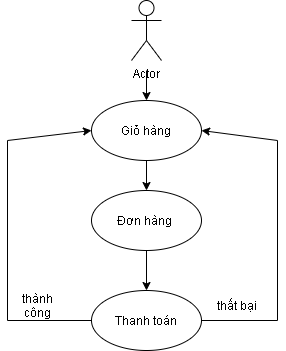 Actor
Giỏ hàng
Đơn hàng
thành
công
thất bại
Thanh toán